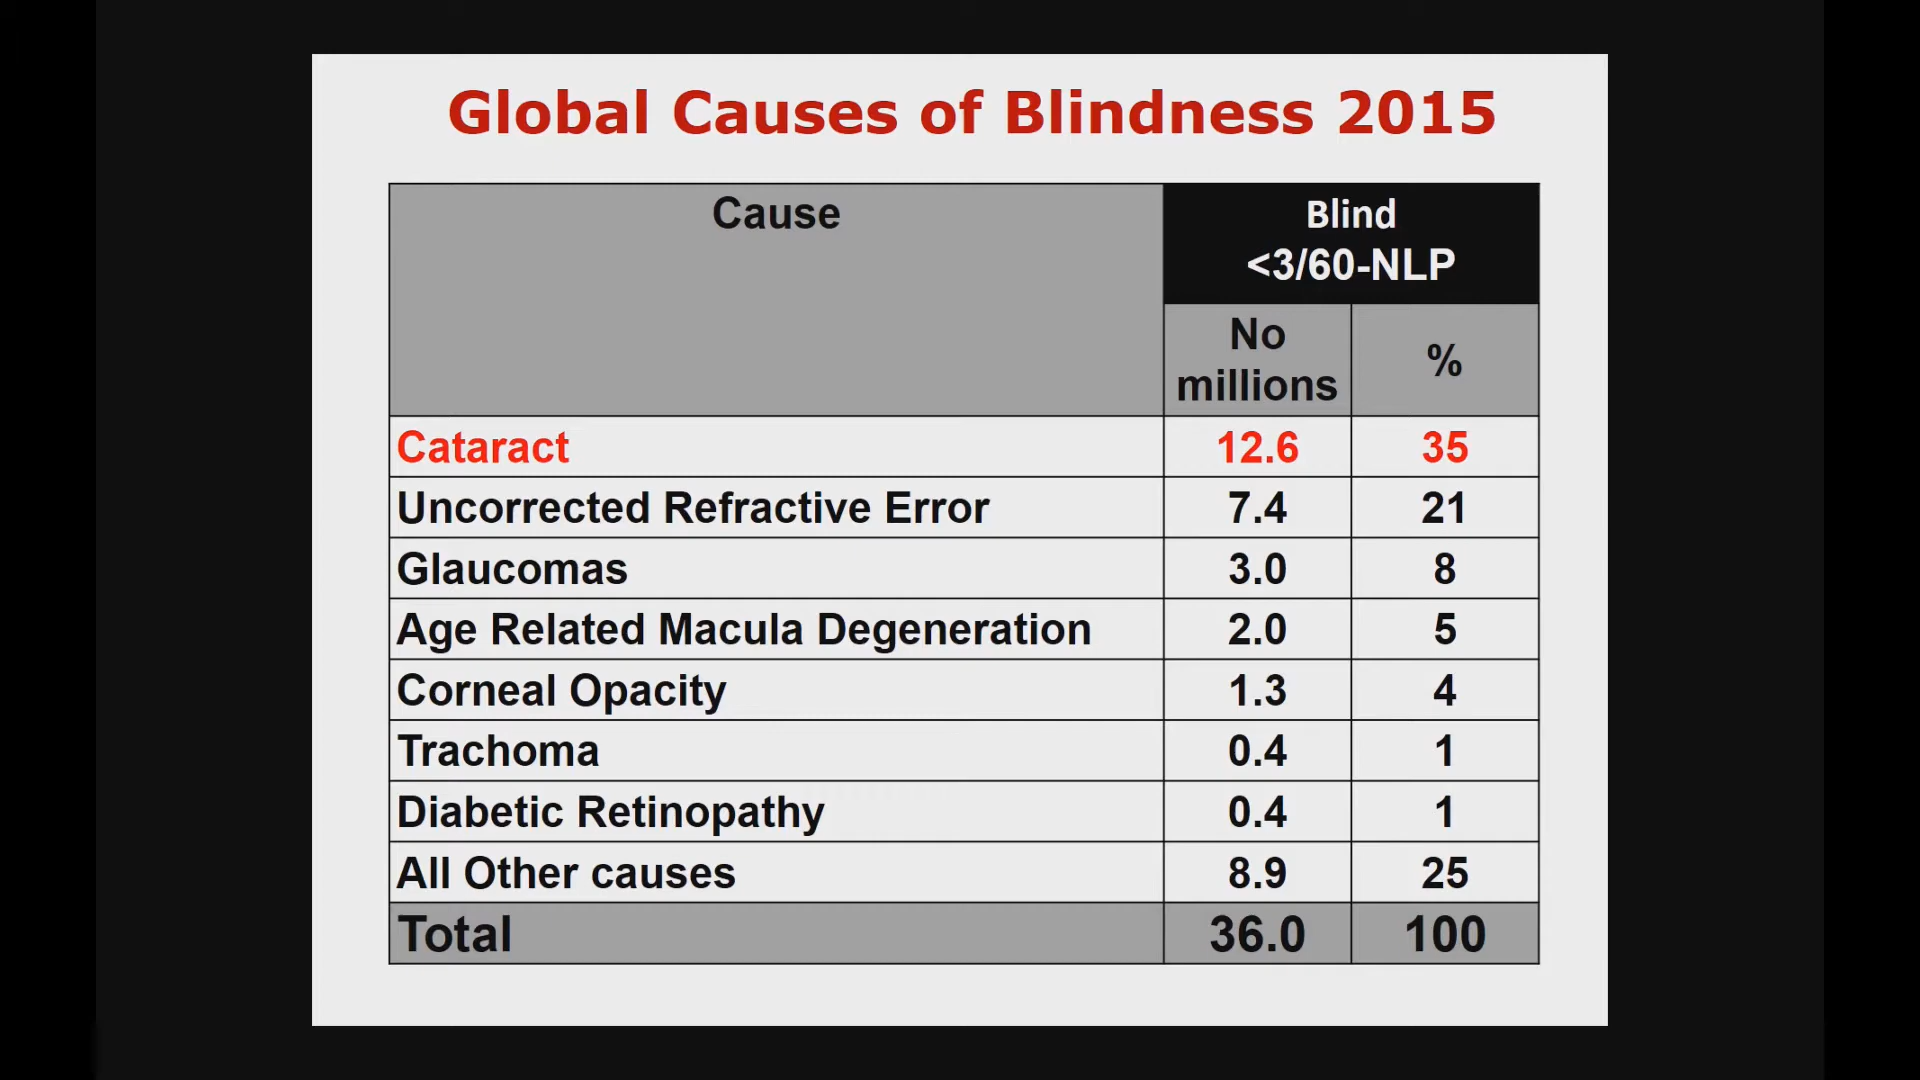 Global Causes of Blindness 2015
Cause
Blind
<3/60-NLP
No
millions
%
Cataract 12.6 35
Uncorrected Refractive Error 7.4 21
Glaucomas 3.0 8
Age Related Macula Degeneration 2.0 5
Corneal Opacity 1.3 4
Trachoma 0.4 1
Diabetic Retinopathy 0.4 1
All Other causes 8.9 25
Total 36.0 100